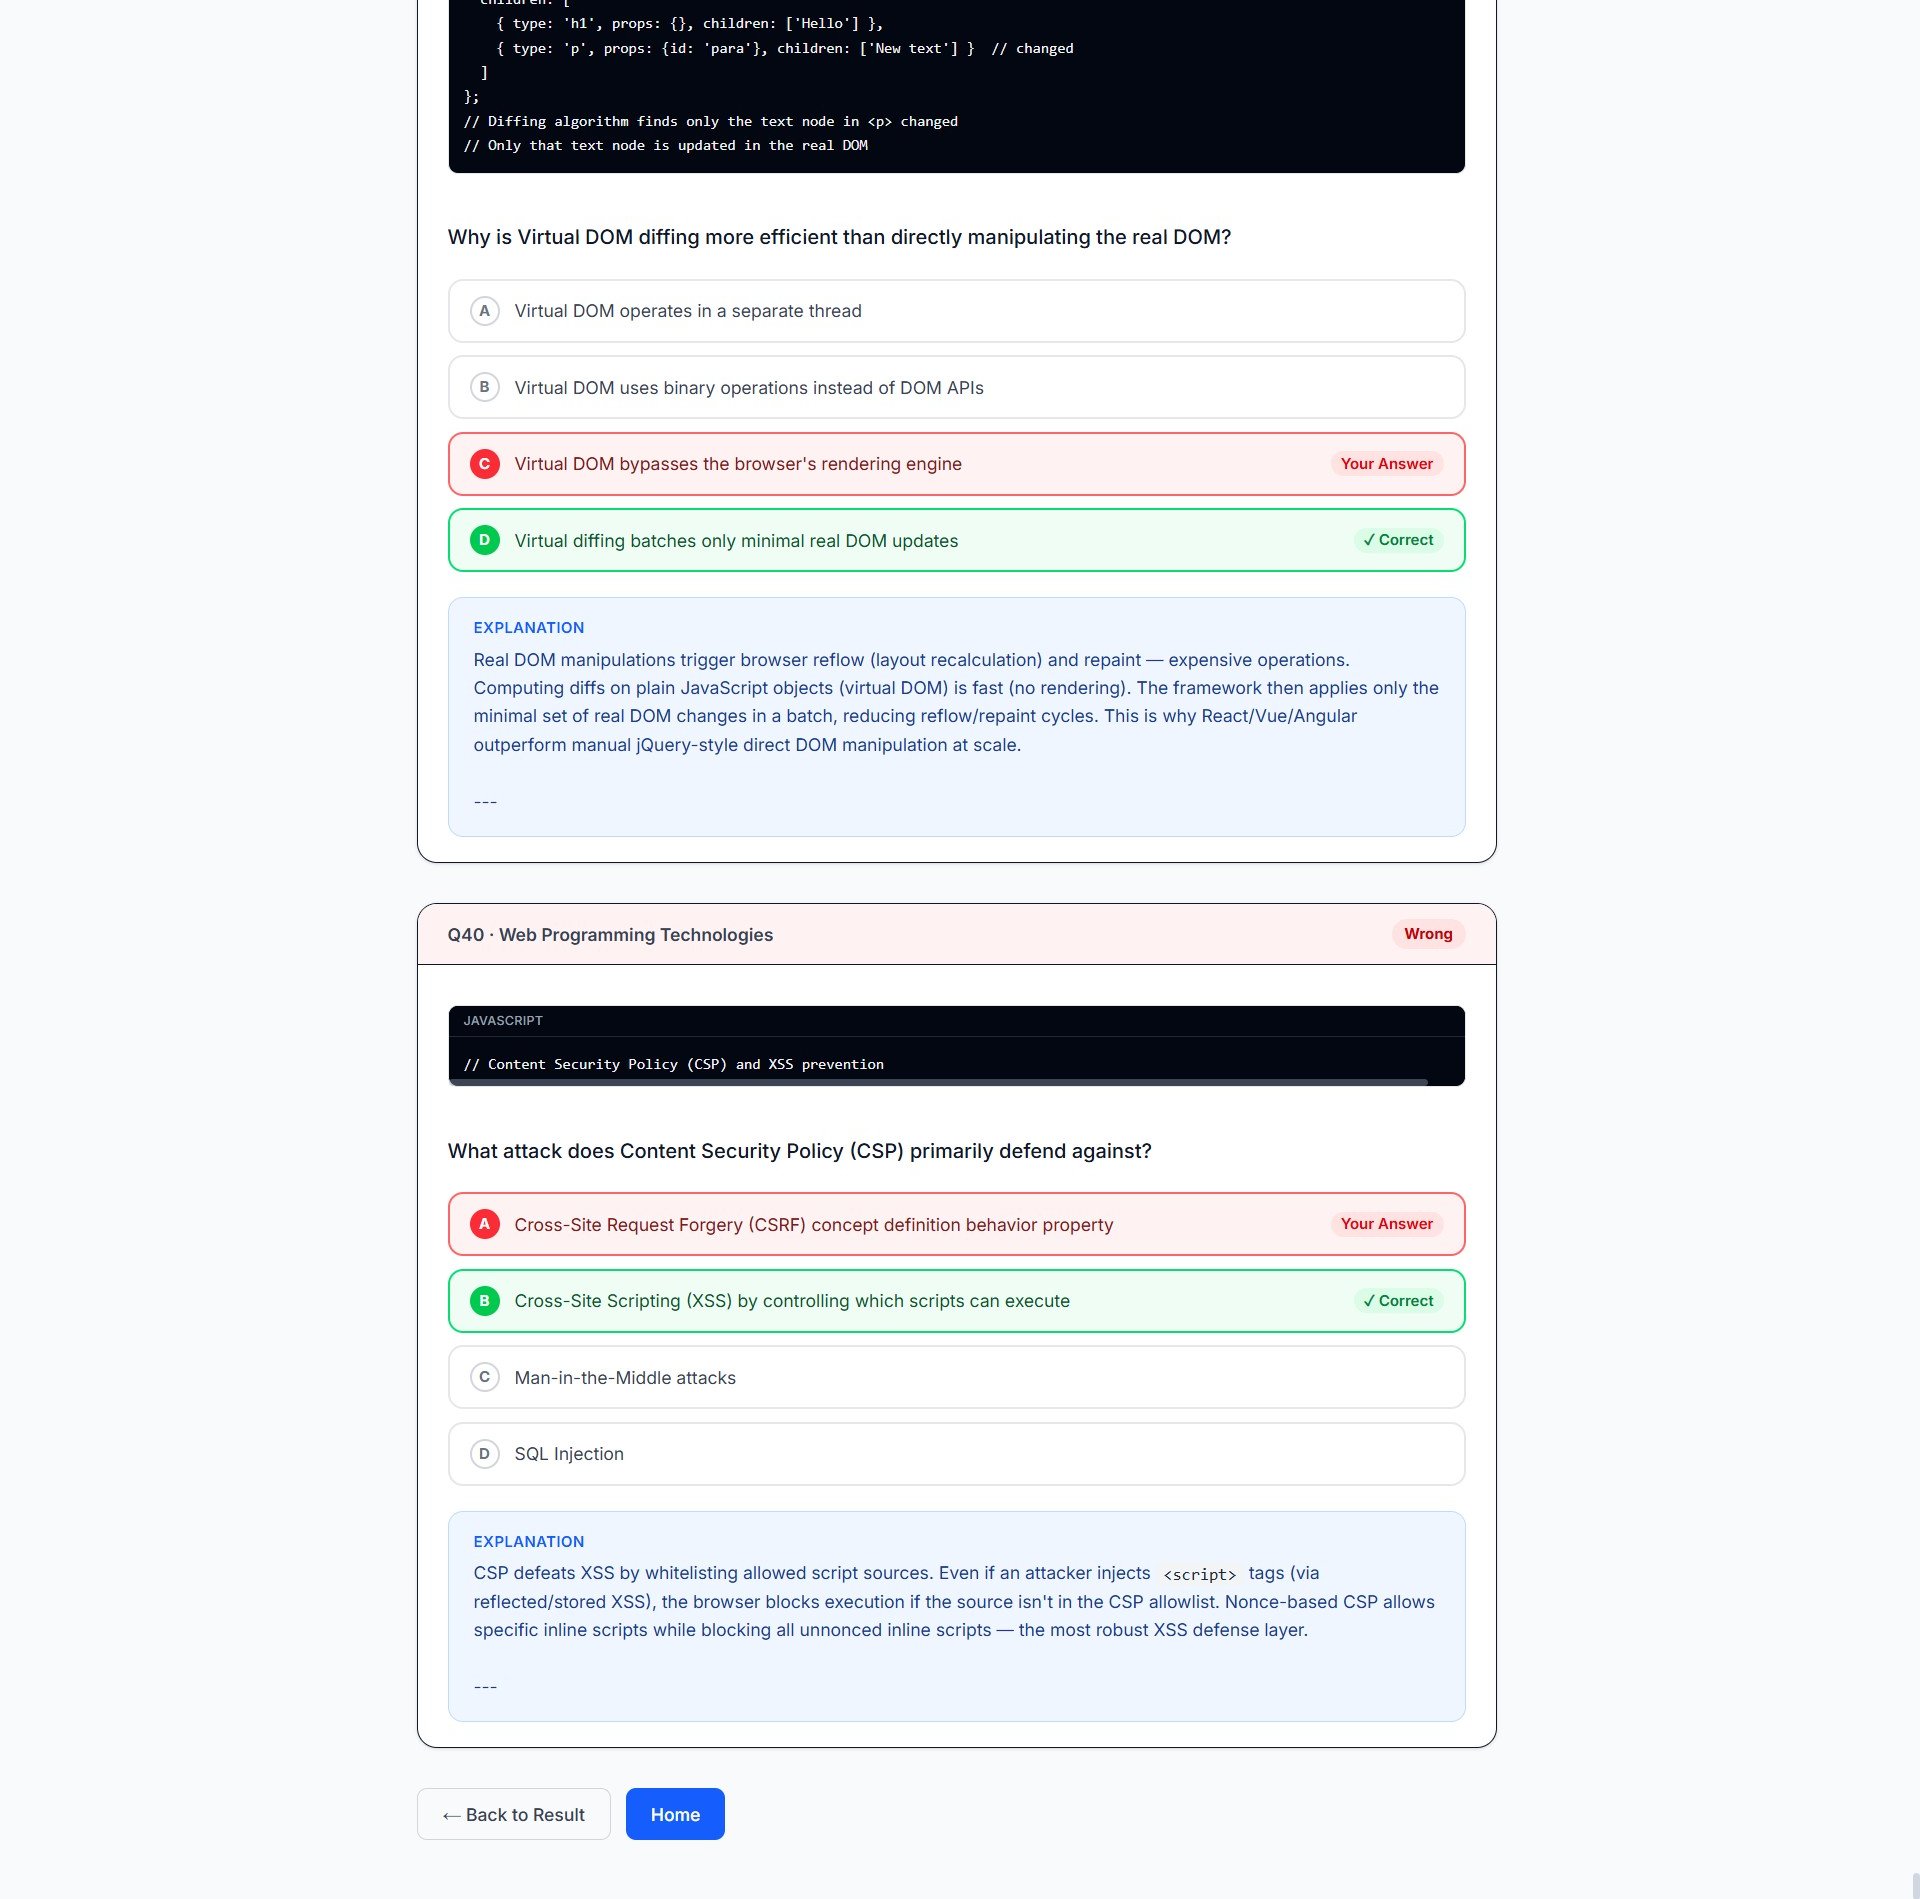 children: [
{ type: 'h1', props: {}, children: ['Hello'] },
{ type: 'p', props: {id: 'para'}, children: ['New text'] }  // changed
]
};
// Diffing algorithm finds only the text node in <p> changed
// Only that text node is updated in the real DOM
Why is Virtual DOM diffing more efficient than directly manipulating the real DOM?
A Virtual DOM operates in a separate thread
B Virtual DOM uses binary operations instead of DOM APIs
C Virtual DOM bypasses the browser's rendering engine Your Answer
D Virtual diffing batches only minimal real DOM updates ✓ Correct
EXPLANATION
Real DOM manipulations trigger browser reflow (layout recalculation) and repaint — expensive operations.
Computing diffs on plain JavaScript objects (virtual DOM) is fast (no rendering). The framework then applies only the
minimal set of real DOM changes in a batch, reducing reflow/repaint cycles. This is why React/Vue/Angular
outperform manual jQuery-style direct DOM manipulation at scale.
---
Q40 · Web Programming Technologies Wrong
JAVASCRIPT
// Content Security Policy (CSP) and XSS prevention
What attack does Content Security Policy (CSP) primarily defend against?
A Cross-Site Request Forgery (CSRF) concept definition behavior property Your Answer
B Cross-Site Scripting (XSS) by controlling which scripts can execute ✓ Correct
C Man-in-the-Middle attacks
D SQL Injection
EXPLANATION
CSP defeats XSS by whitelisting allowed script sources. Even if an attacker injects <script> tags (via
reflected/stored XSS), the browser blocks execution if the source isn't in the CSP allowlist. Nonce-based CSP allows
specific inline scripts while blocking all unnonced inline scripts — the most robust XSS defense layer.
---
← Back to Result Home